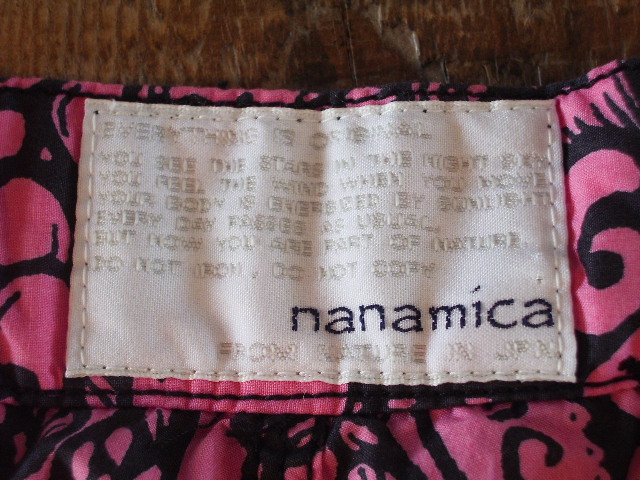 EVERYTHING IS ORIGINAL
YOU SEE THE STARS IN THE NIGHT SKY
YOU FEEL THE WIND WHEN YOU MOVE.
YOUR BODY IS ENERGIZED BY SUNLIGHT
EVERY DAY PASSES AS USUAL,
BUT NOW YOU ARE PART OF NATURE.
DO NOT IRON, DO NOT COPY
nanamica
FROM NATURE IN JPN